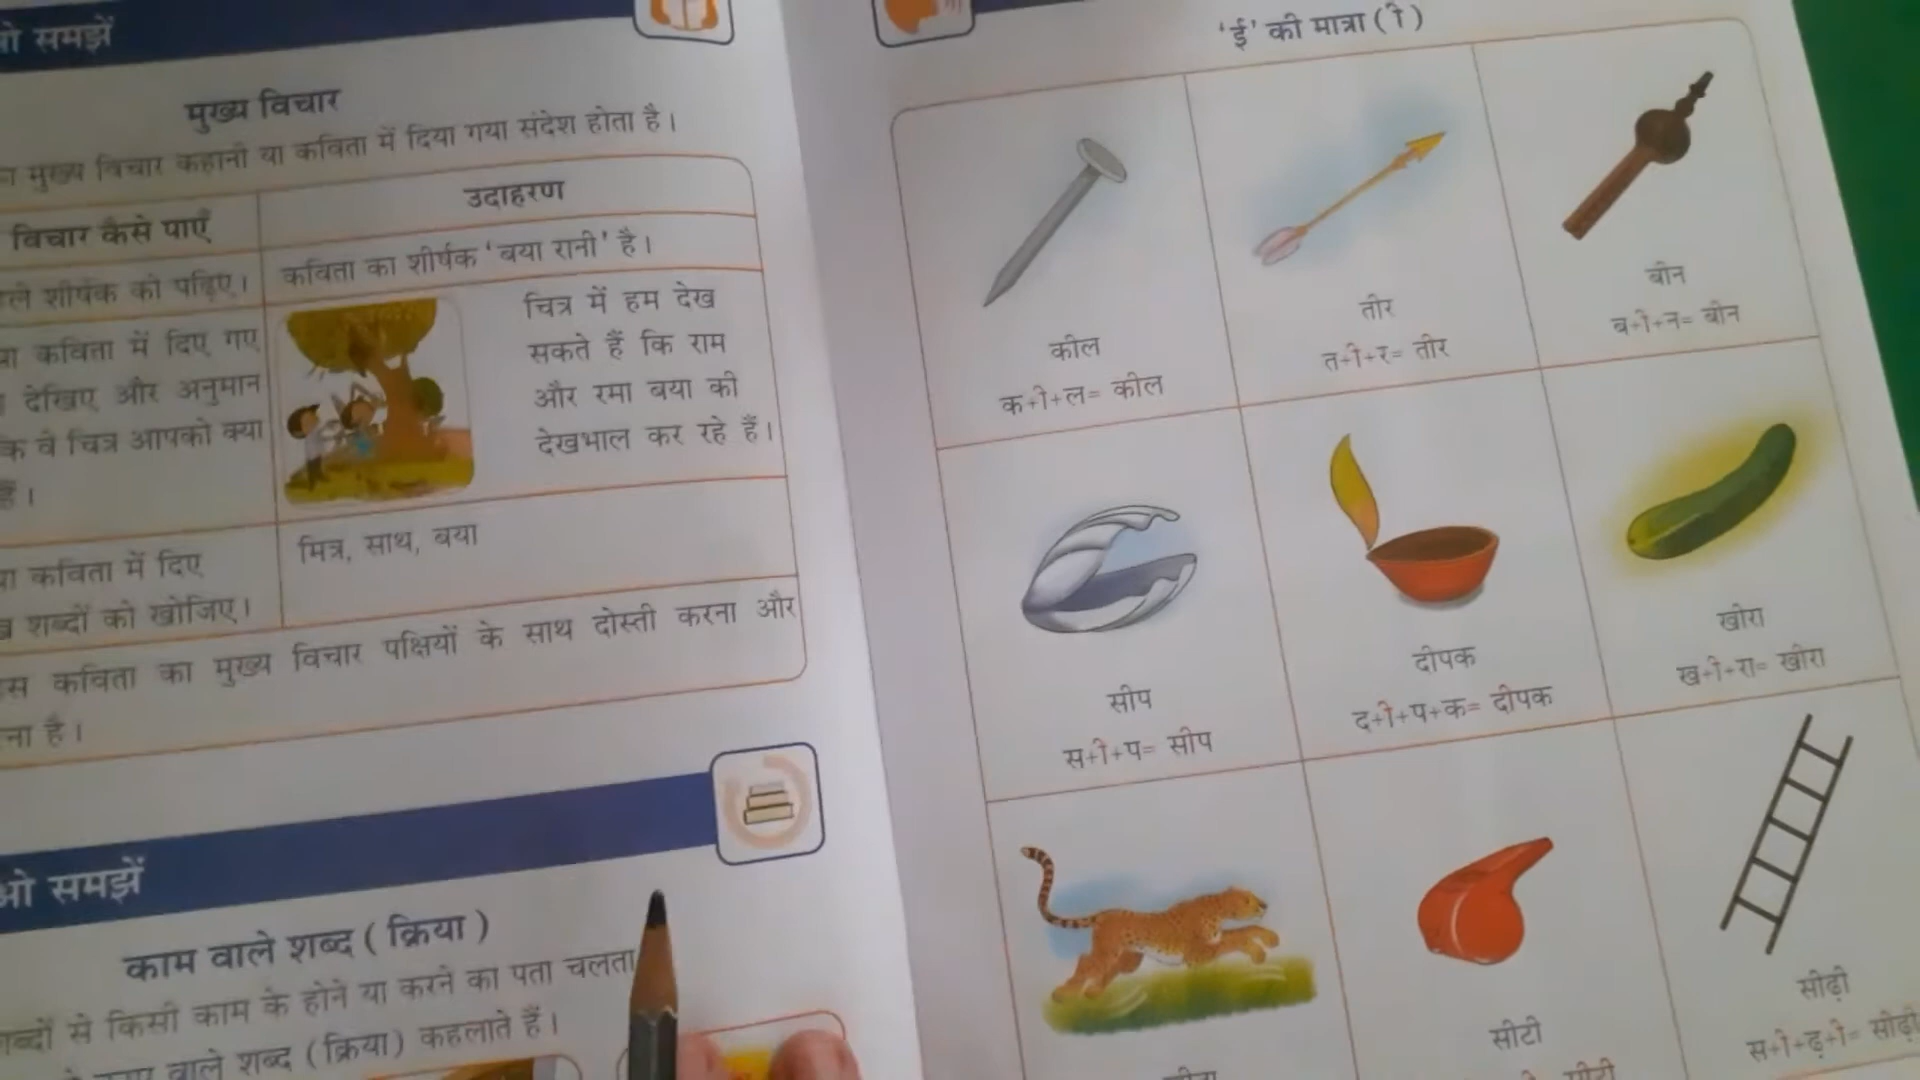 समझें
मुख्य विचार
मुख्य विचार कहानी या कविता में दिया गया संदेश होता है।
विचार कैसे पाएँ
उदाहरण
शीर्षक को पढ़िए।
कविता का शीर्षक 'बया रानी' है।
कविता में दिए गए
देखिए और अनुमान
वे चित्र आपको क्या
चित्र में हम देख
सकते हैं कि राम
और रमा बया की
देखभाल कर रहे हैं।
कविता में दिए
शब्दों को खोजिए।
मित्र, साथ, बया
कविता का मुख्य विचार पक्षियों के साथ दोस्ती करना और
है।
समझें
काम वाले शब्द (क्रिया)
से किसी काम के होने या करने का पता चलता
वाले शब्द (क्रिया) कहलाते हैं।
'ई' की मात्रा (ी)
कील
क+ी+ल= कील
तीर
त+ी+र= तीर
बीन
ब+ी+न= बीन
सीप
स+ी+प= सीप
दीपक
द+ी+प+क= दीपक
खीरा
ख+ी+रा= खीरा
सीटी
सीढ़ी
स+ी+ढ़+ी= सीढ़ी